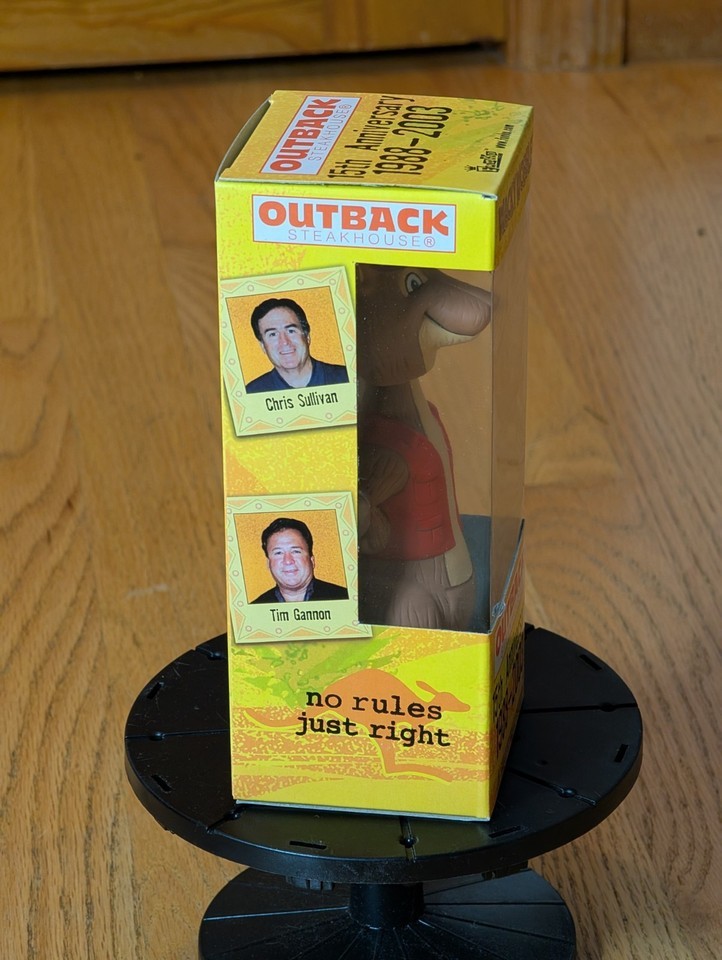 OUTBACK
STEAKHOUSE®
15th Anniversary
1988-2003
OUTBACK
STEAKHOUSE®
Chris Sullivan
Tim Gannon
no rules
just right